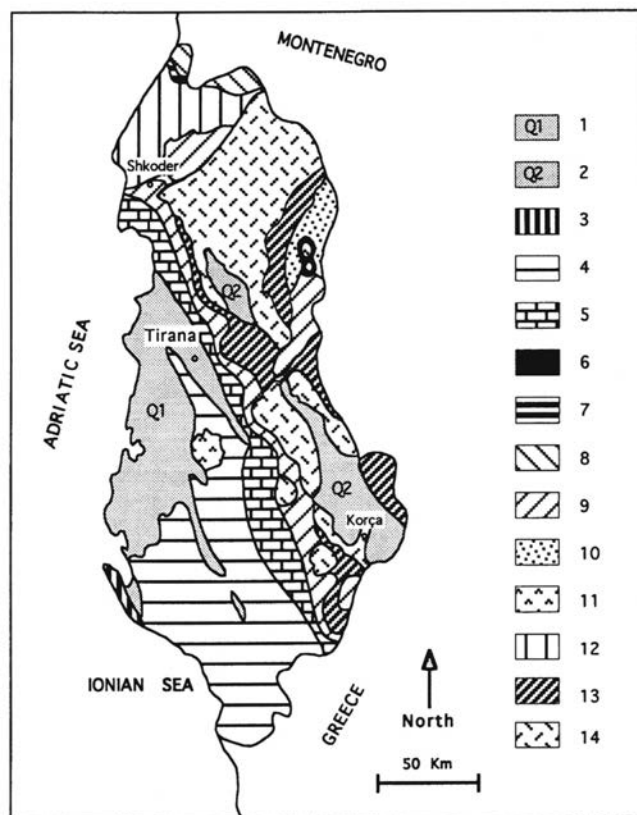 MONTENEGRO
Shkoder
Q2
Tirana
ADRIATIC SEA
Q1
Q2
Korça
IONIAN SEA
GREECE
North
50 Km
Q1 1
Q2 2
3
4
5
6
7
8
9
10
11
12
13
14